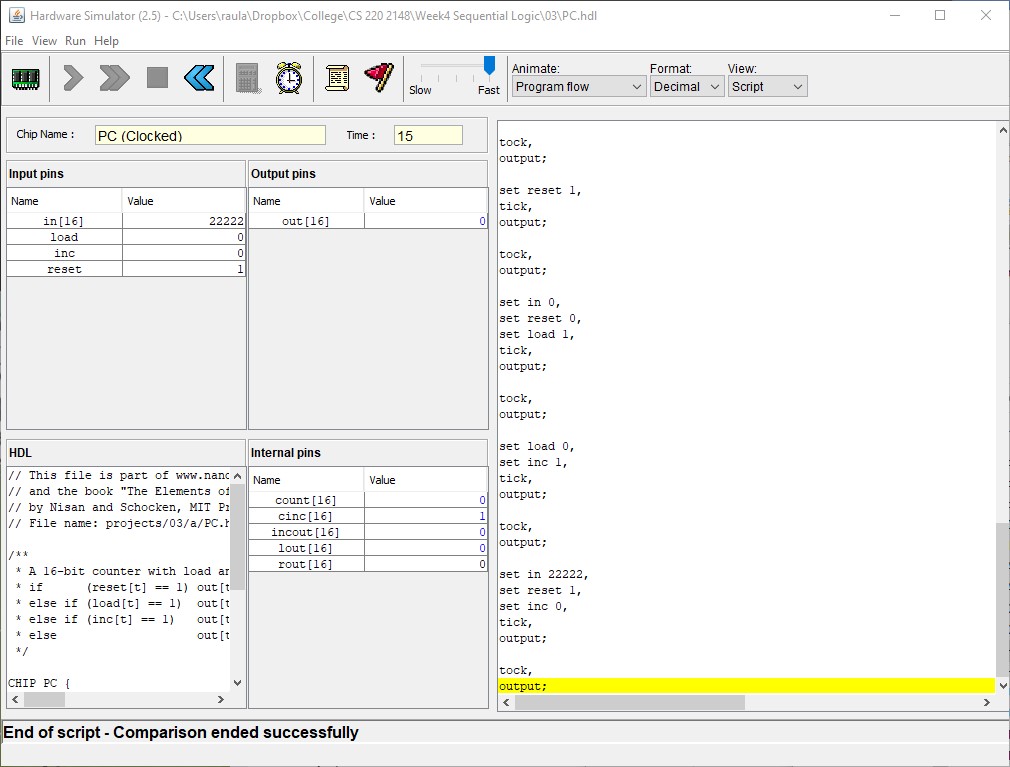 Hardware Simulator (2.5) - C:\Users\raula\Dropbox\College\CS 220 2148\Week4 Sequential Logic\03\PC.hdl
File View Run Help
Slow Fast
Animate: Format: View:
Program flow Decimal Script
Chip Name : PC (Clocked) Time : 15
Input pins
Name Value
in[16] 22222
load 0
inc 0
reset 1
Output pins
Name Value
out[16] 0
HDL
// This file is part of www.nand
// and the book "The Elements of
// by Nisan and Schocken, MIT Pr
// File name: projects/03/a/PC.h
/**
* A 16-bit counter with load an
* if (reset[t] == 1) out[t
* else if (load[t] == 1) out[t
* else if (inc[t] == 1) out[t
* else out[t
*/
CHIP PC {
Internal pins
Name Value
count[16] 0
cinc[16] 1
incout[16] 0
lout[16] 0
rout[16] 0
tock,
output;
set reset 1,
tick,
output;
tock,
output;
set in 0,
set reset 0,
set load 1,
tick,
output;
tock,
output;
set load 0,
set inc 1,
tick,
output;
tock,
output;
set in 22222,
set reset 1,
set inc 0,
tick,
output;
tock,
output;
End of script - Comparison ended successfully